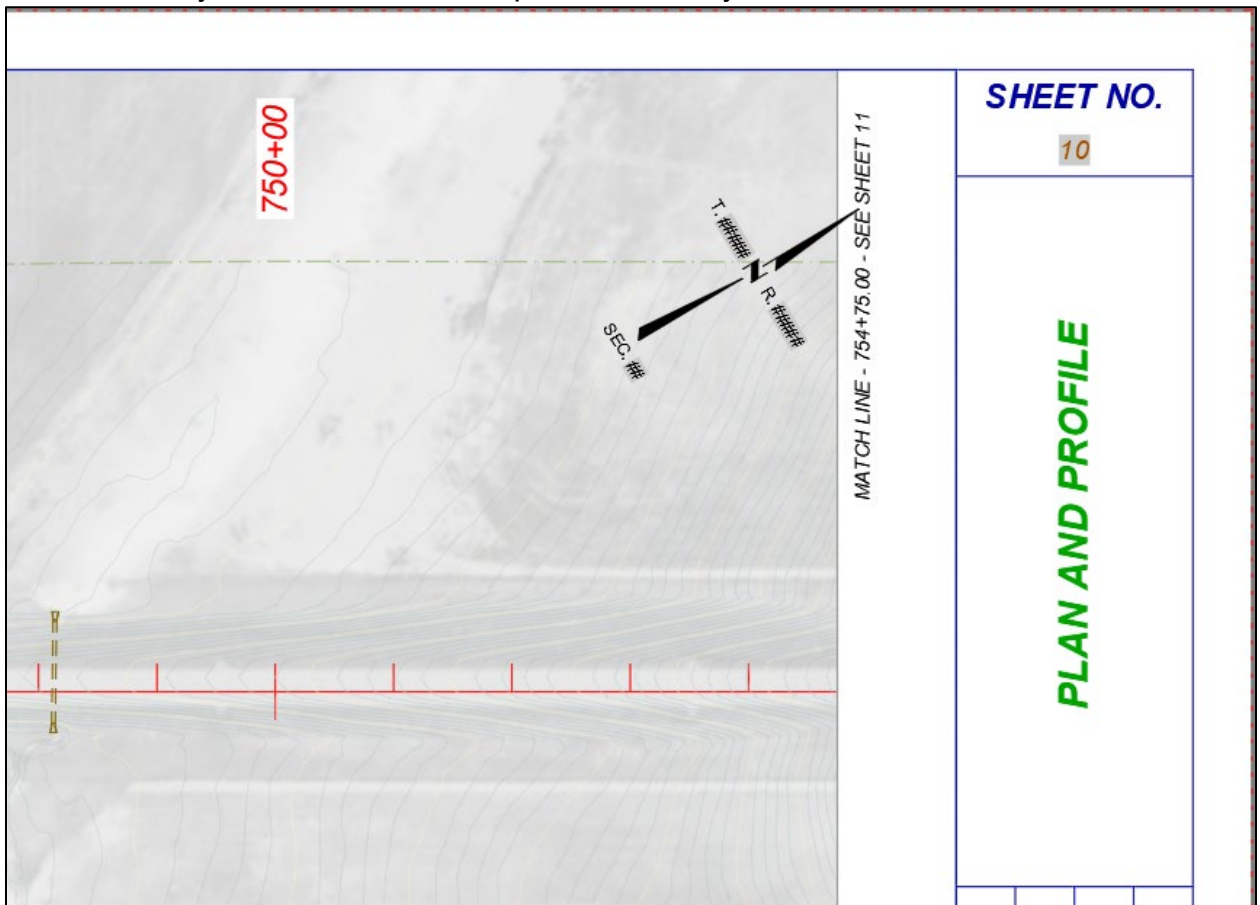 SHEET NO.
10
750+00
T. #####
R. #####
SEC. ##
MATCH LINE - 754+75.00 - SEE SHEET 11
PLAN AND PROFILE